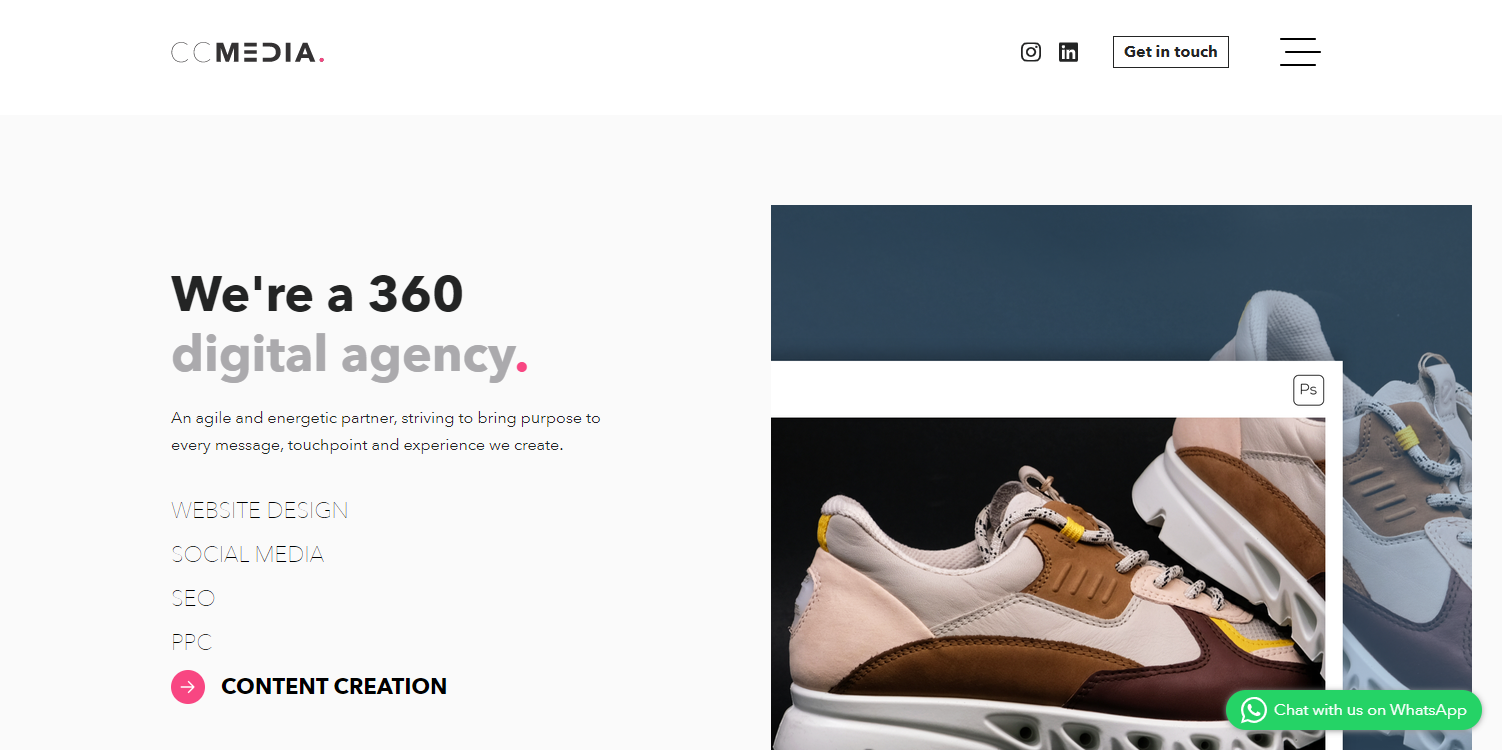 CCMEDIA.
Get in touch
We're a 360
digital agency.
An agile and energetic partner, striving to bring purpose to
every message, touchpoint and experience we create.
WEBSITE DESIGN
SOCIAL MEDIA
SEO
PPC
CONTENT CREATION
Ps
Chat with us on WhatsApp